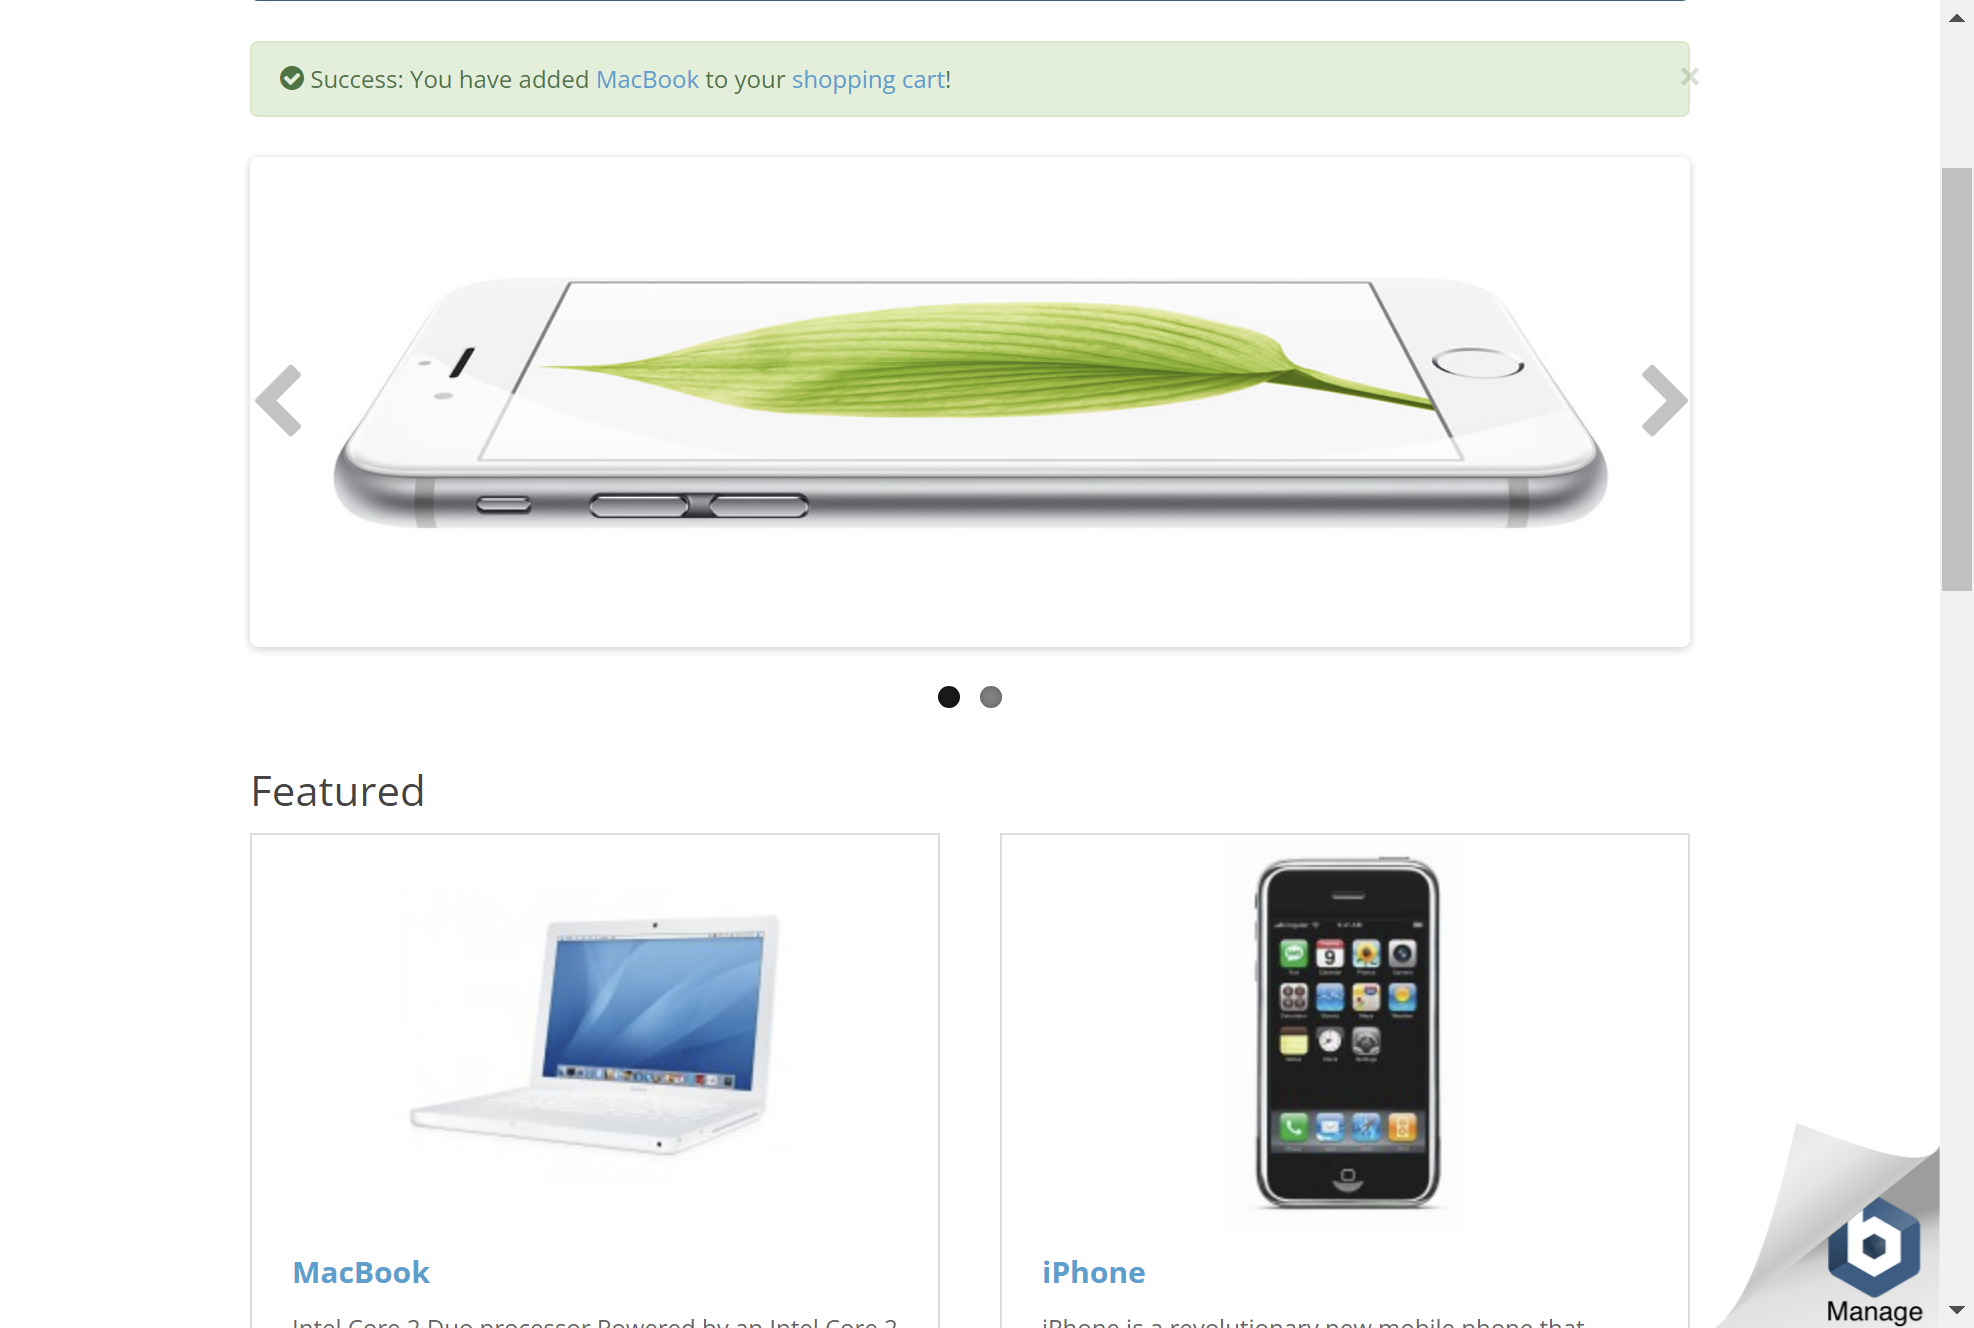 Success: You have added MacBook to your shopping cart!
×
Featured
MacBook
iPhone
Intel Core 2 Duo processor Powered by an Intel Core 2
iPhone is a revolutionary new mobile phone that
Manage